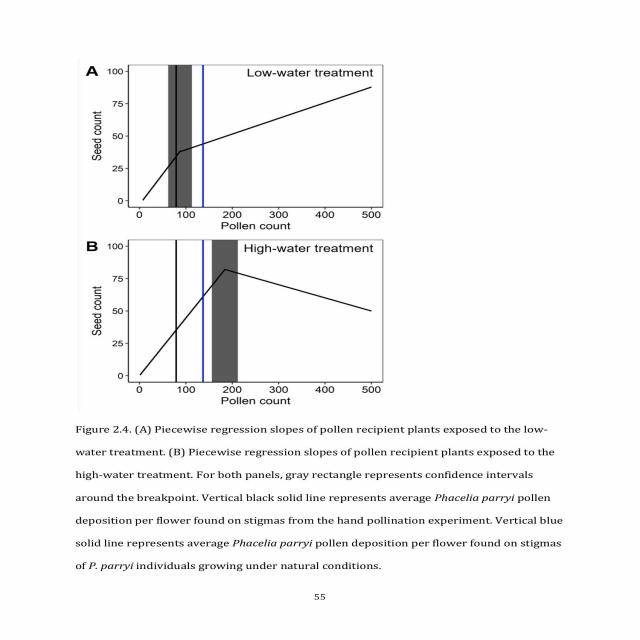 A
Low-water treatment
100
75
50
25
0
Seed count
0 100 200 300 400 500
Pollen count
B
High-water treatment
100
75
50
25
0
Seed count
0 100 200 300 400 500
Pollen count
Figure 2.4. (A) Piecewise regression slopes of pollen recipient plants exposed to the low-
water treatment. (B) Piecewise regression slopes of pollen recipient plants exposed to the
high-water treatment. For both panels, gray rectangle represents confidence intervals
around the breakpoint. Vertical black solid line represents average Phacelia parryi pollen
deposition per flower found on stigmas from the hand pollination experiment. Vertical blue
solid line represents average Phacelia parryi pollen deposition per flower found on stigmas
of P. parryi individuals growing under natural conditions.
55